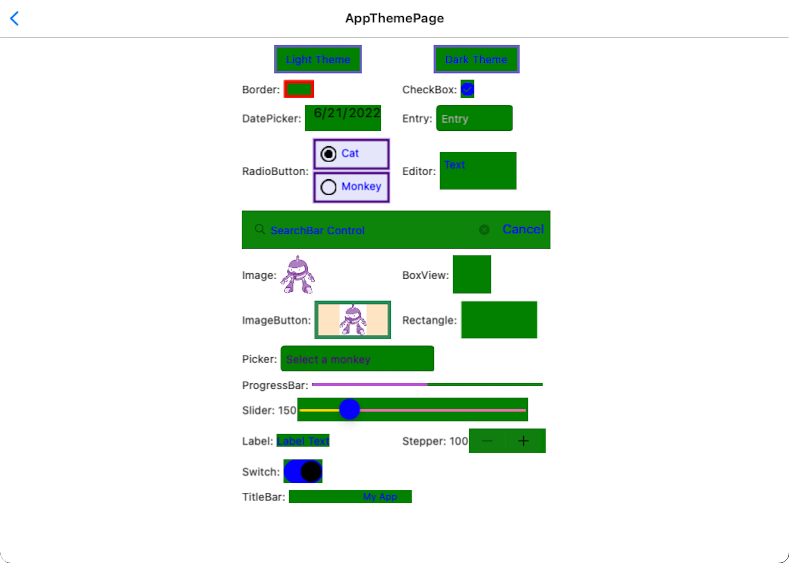 AppThemePage
Light Theme Dark Theme
Border: CheckBox:
DatePicker: 6/21/2022 Entry: Entry
RadioButton: Cat
Monkey
Editor: Text
SearchBar Control Cancel
Image: BoxView:
ImageButton: Rectangle:
Picker: Select a monkey
ProgressBar:
Slider: 150
Label: Label Text Stepper: 100
Switch:
TitleBar: My App